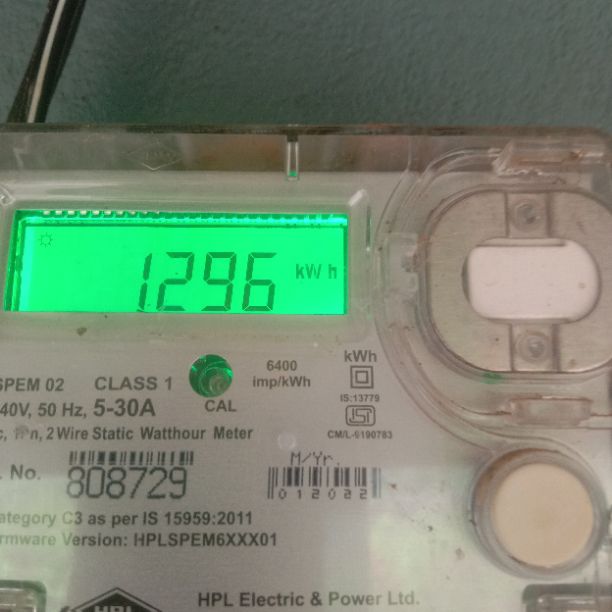 1296 kWh
SPEM 02 CLASS 1
6400 imp/kWh
kWh
IS:13779
40V, 50 Hz, 5-30A
CAL
CM/L-9190783
2 Wire Static Watthour Meter
. No. 808729
M/Yr.
012022
ategory C3 as per IS 15959:2011
rmware Version: HPLSPEM6XXX01
HPL Electric & Power Ltd.
HPL